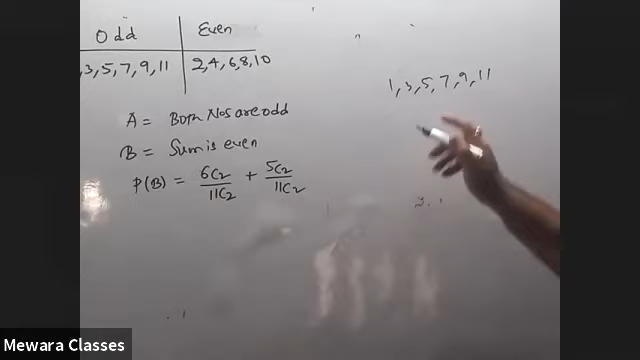 Odd Even
,3,5,7,9,11 2,4,6,8,10
1,3,5,7,9,11
A = Both Nos are odd
B = Sum is even
P(B) = 6C2/11C2 + 5C2/11C2
Mewara Classes